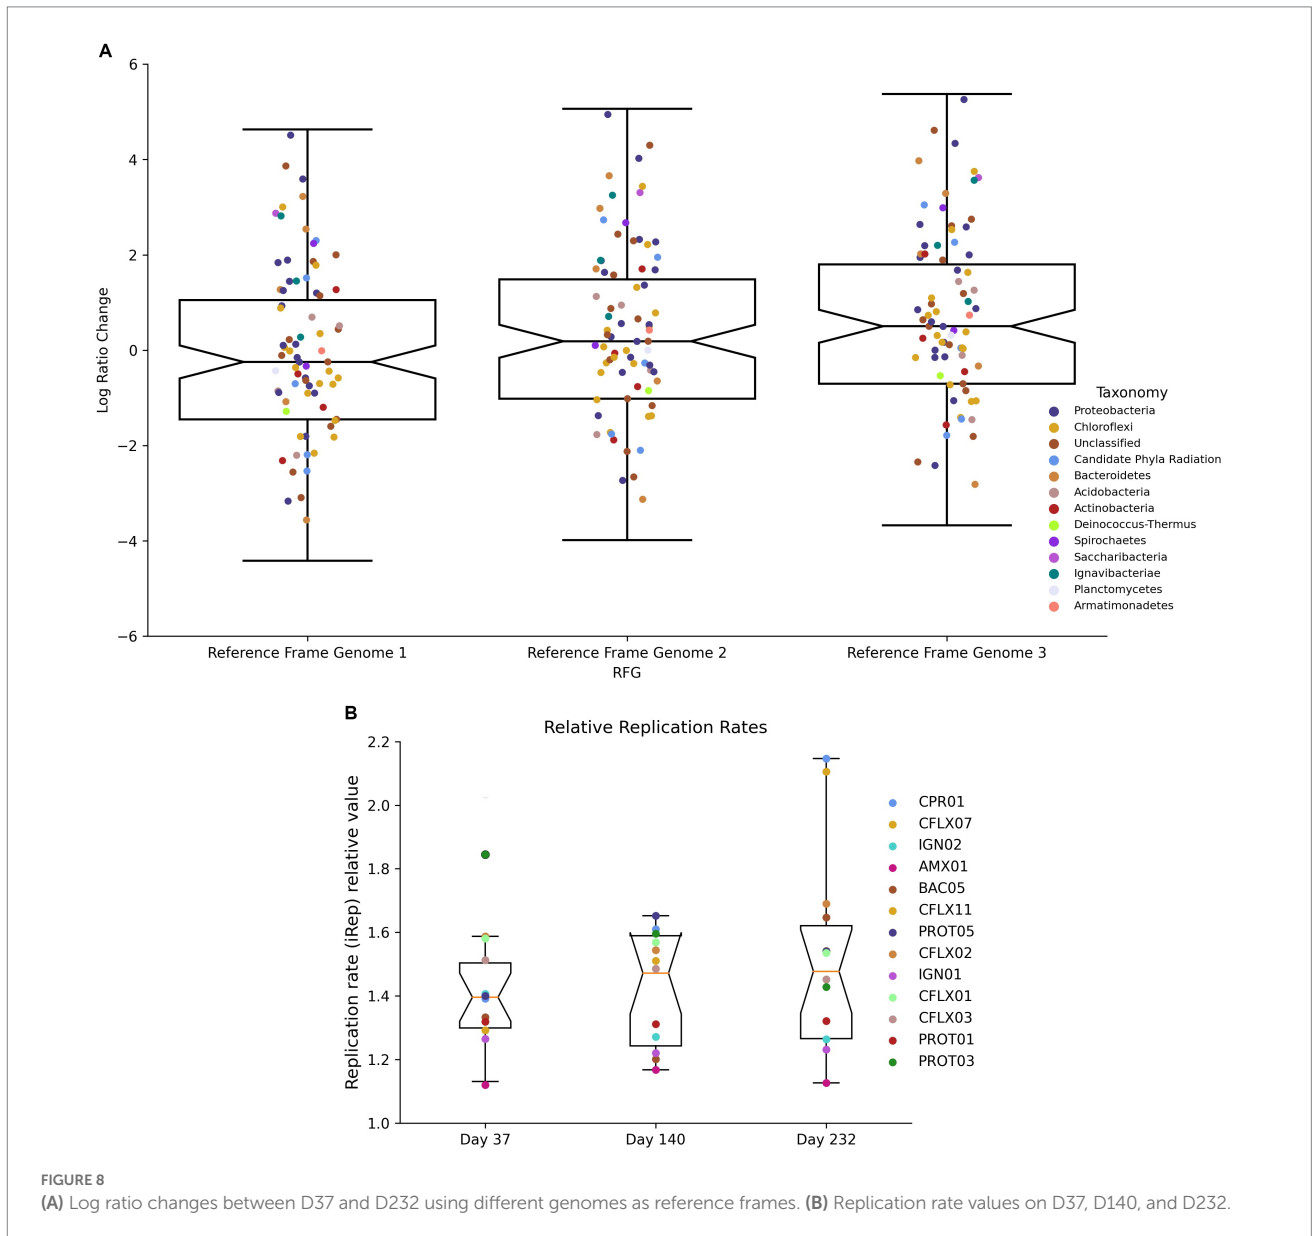 A
6
4
2
0
−2
−4
−6
Log Ratio Change
Reference Frame Genome 1
Reference Frame Genome 2
Reference Frame Genome 3
RFG
Taxonomy
Proteobacteria
Chloroflexi
Unclassified
Candidate Phyla Radiation
Bacteroidetes
Acidobacteria
Actinobacteria
Deinococcus-Thermus
Spirochaetes
Saccharibacteria
Ignavibacteriae
Planctomycetes
Armatimonadetes
B
Relative Replication Rates
2.2
2.0
1.8
1.6
1.4
1.2
1.0
Replication rate (iRep) relative value
Day 37
Day 140
Day 232
CPR01
CFLX07
IGN02
AMX01
BAC05
CFLX11
PROT05
CFLX02
IGN01
CFLX01
CFLX03
PROT01
PROT03
FIGURE 8
(A) Log ratio changes between D37 and D232 using different genomes as reference frames. (B) Replication rate values on D37, D140, and D232.